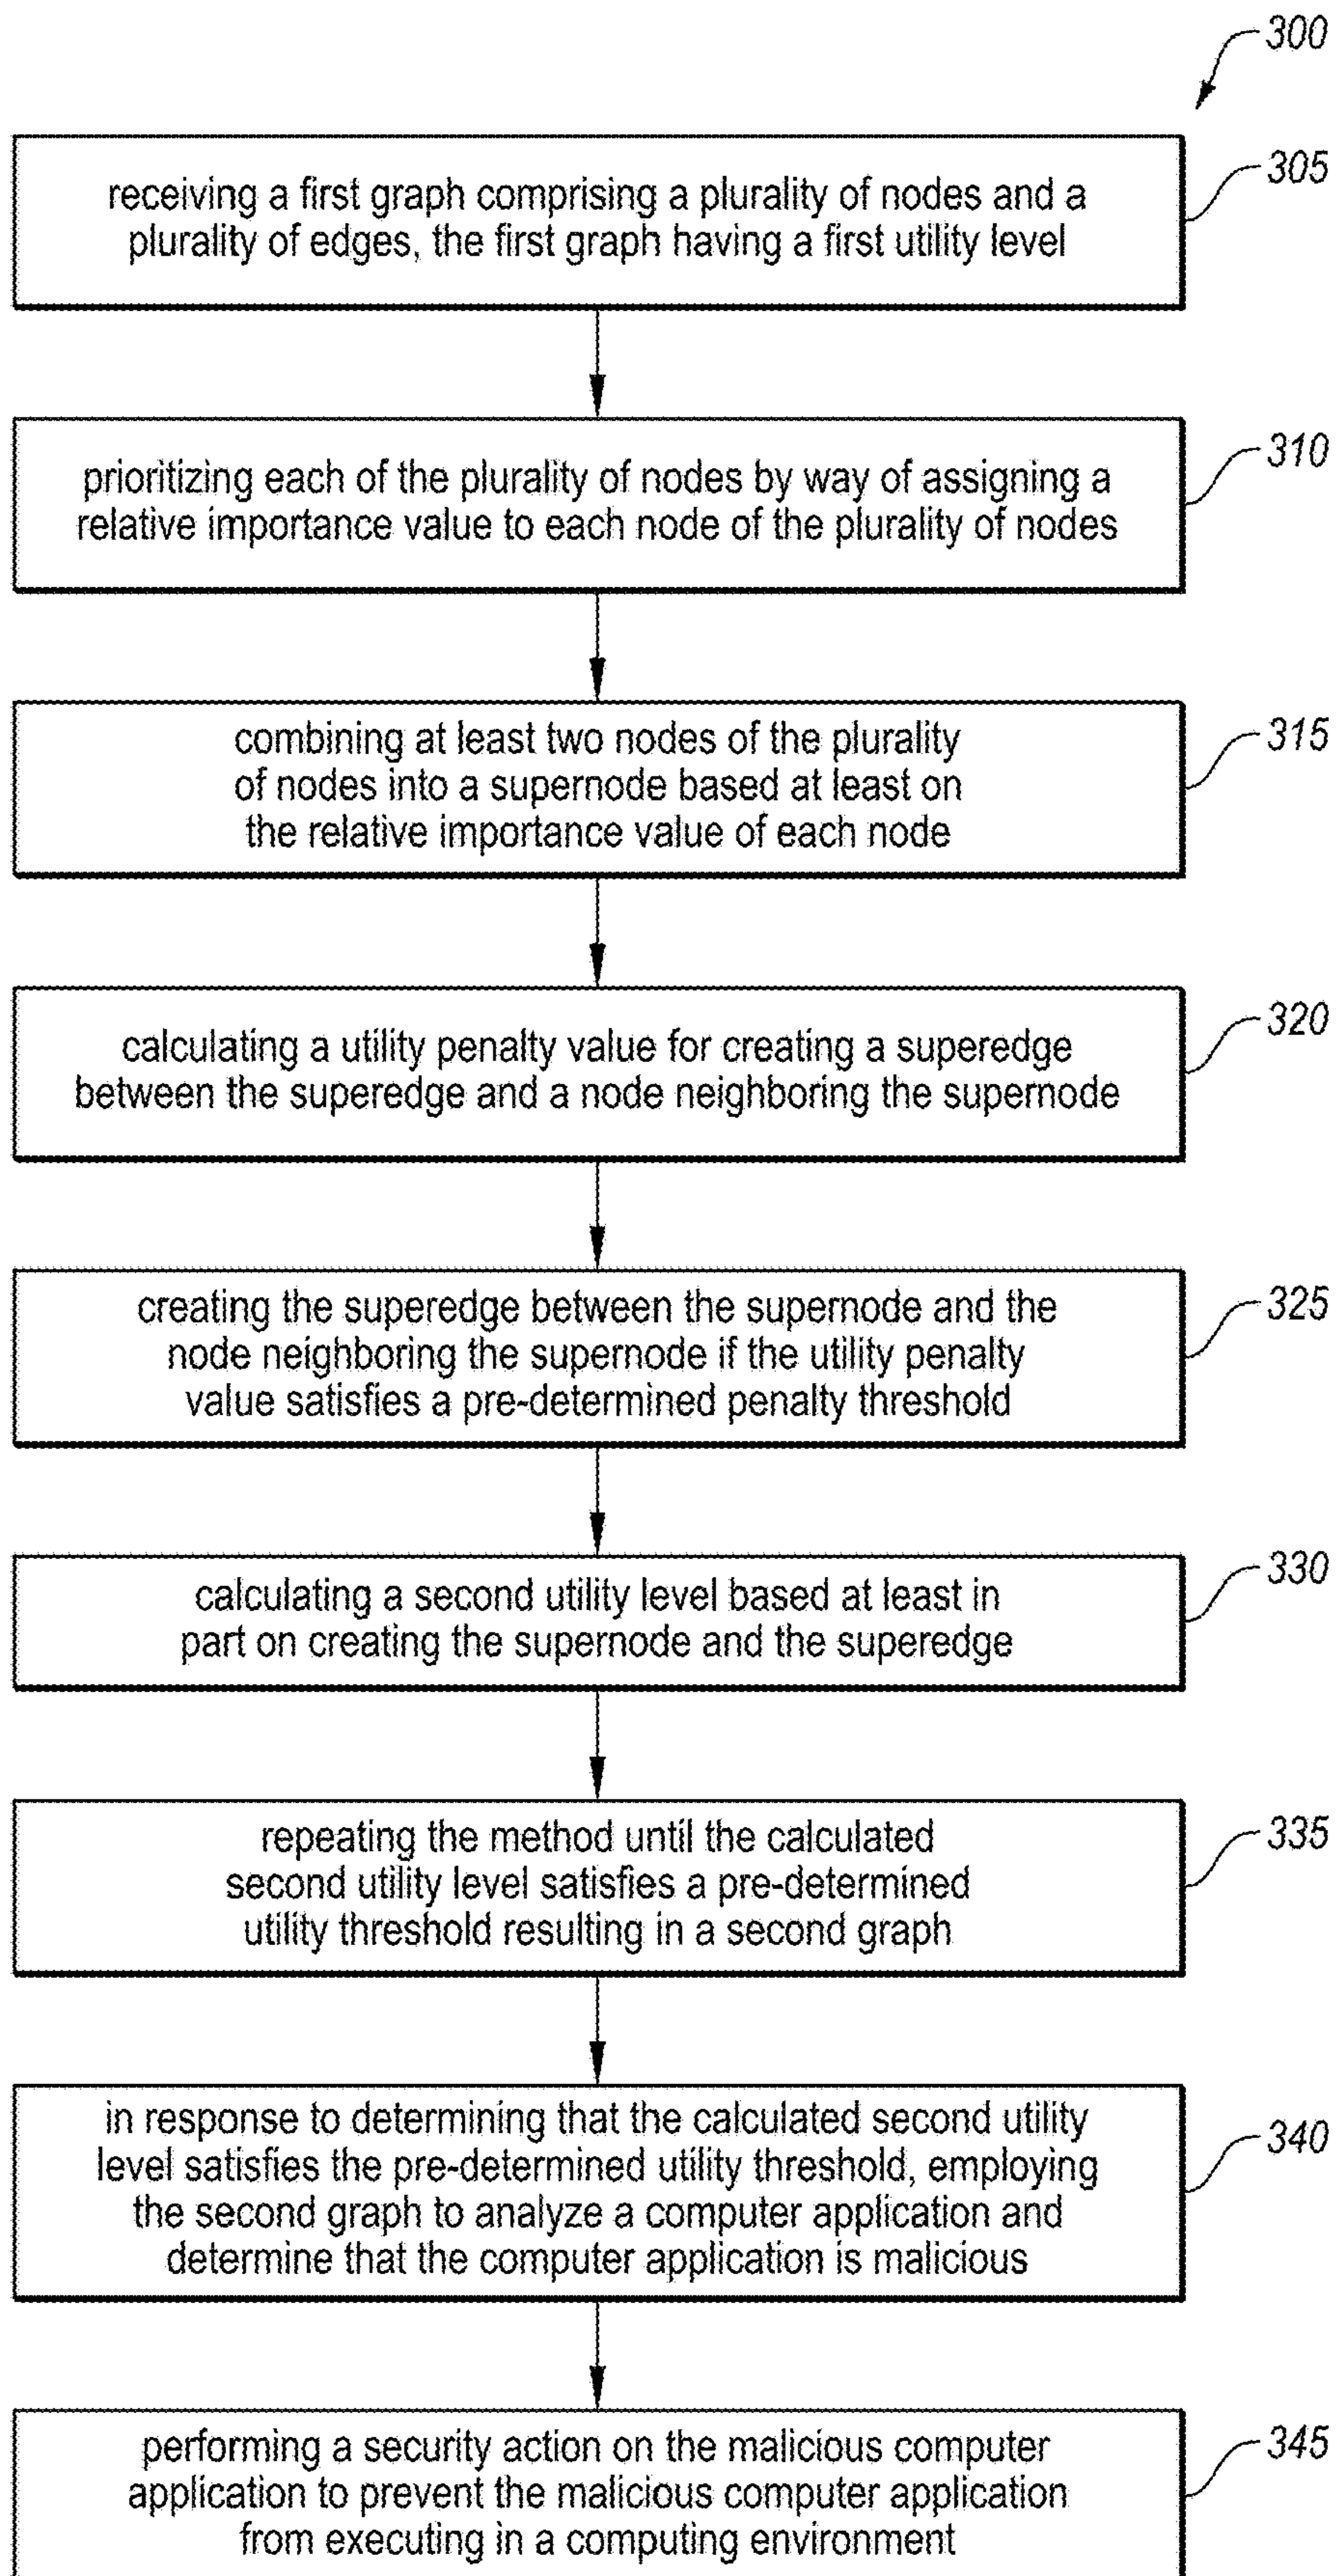 300
305
receiving a first graph comprising a plurality of nodes and a
plurality of edges, the first graph having a first utility level
310
prioritizing each of the plurality of nodes by way of assigning a
relative importance value to each node of the plurality of nodes
315
combining at least two nodes of the plurality
of nodes into a supernode based at least on
the relative importance value of each node
320
calculating a utility penalty value for creating a superedge
between the superedge and a node neighboring the supernode
325
creating the superedge between the supernode and the
node neighboring the supernode if the utility penalty
value satisfies a pre-determined penalty threshold
330
calculating a second utility level based at least in
part on creating the supernode and the superedge
335
repeating the method until the calculated
second utility level satisfies a pre-determined
utility threshold resulting in a second graph
340
in response to determining that the calculated second utility
level satisfies the pre-determined utility threshold, employing
the second graph to analyze a computer application and
determine that the computer application is malicious
345
performing a security action on the malicious computer
application to prevent the malicious computer application
from executing in a computing environment